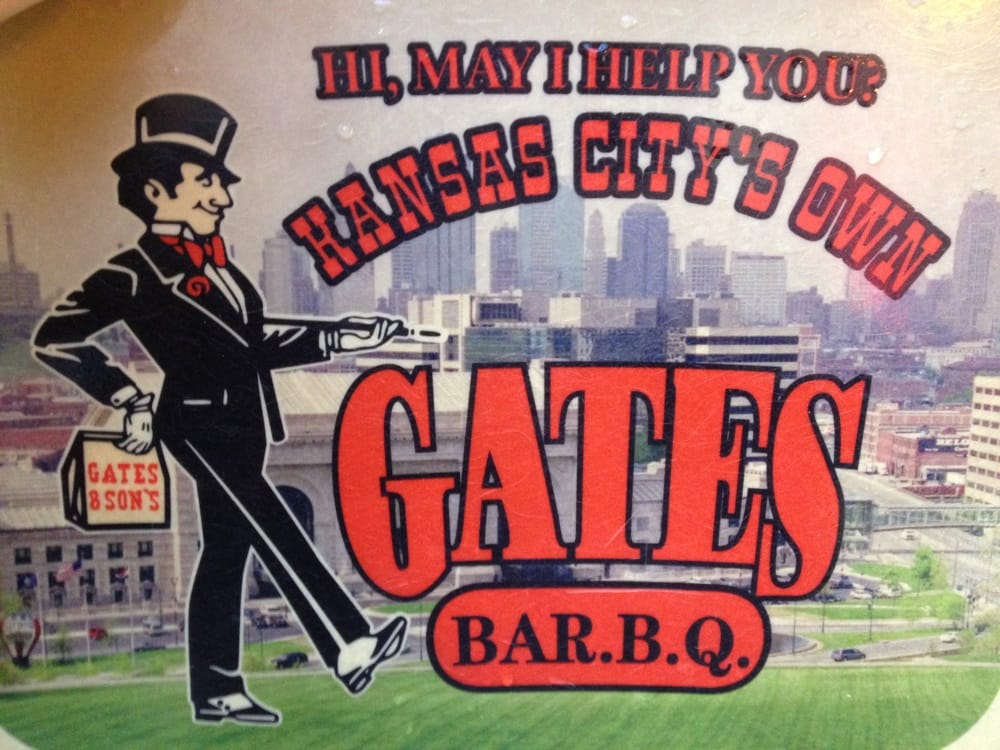 HI, MAY I HELP YOU?
KANSAS CITY'S OWN
GATES
BAR.B.Q.
GATES
& SON'S